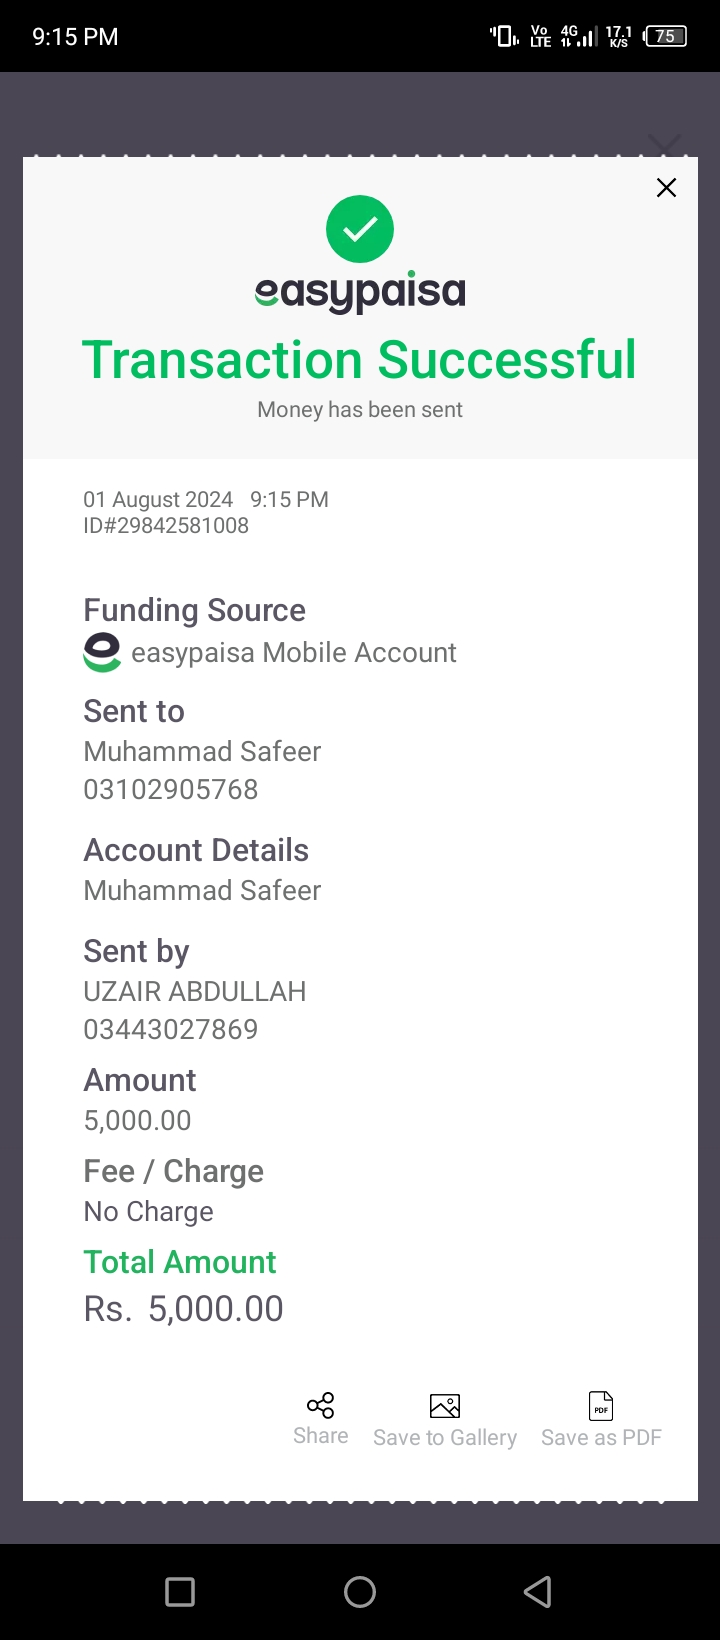 9:15 PM
Vo LTE 4G 17.1 K/S 75
easypaisa
Transaction Successful
Money has been sent
01 August 2024 9:15 PM
ID#29842581008
Funding Source
easypaisa Mobile Account
Sent to
Muhammad Safeer
03102905768
Account Details
Muhammad Safeer
Sent by
UZAIR ABDULLAH
03443027869
Amount
5,000.00
Fee / Charge
No Charge
Total Amount
Rs. 5,000.00
PDF
Share Save to Gallery Save as PDF